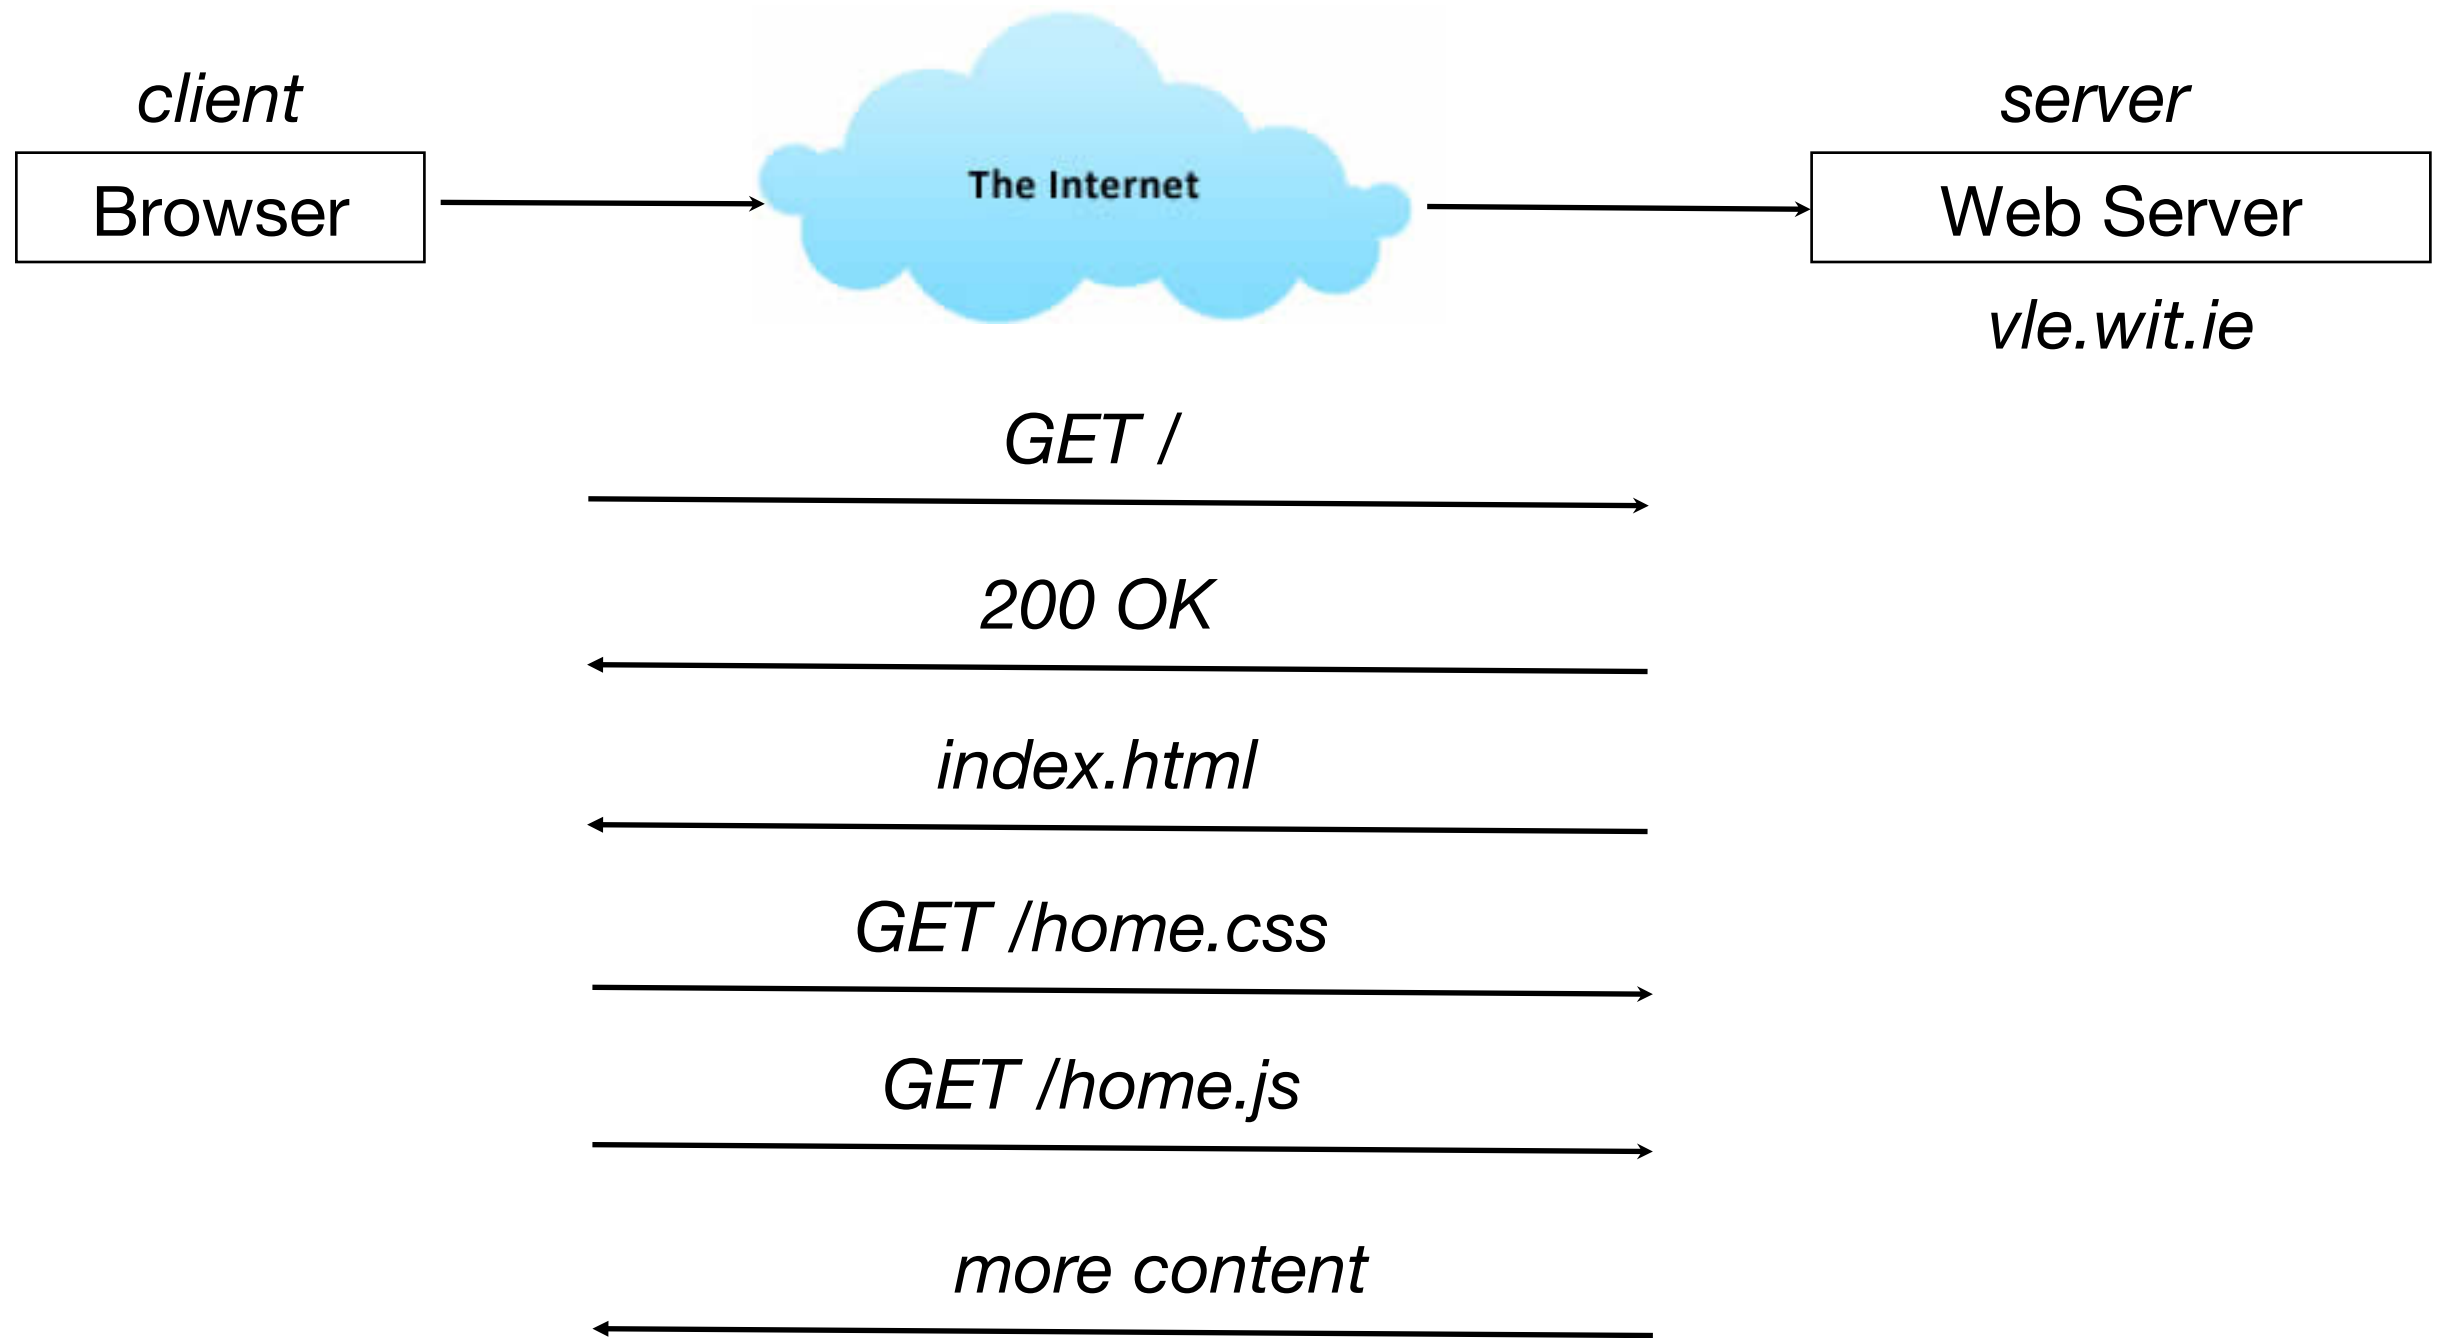 client
server
Browser
The Internet
Web Server
vle.wit.ie
GET /
200 OK
index.html
GET /home.css
GET /home.js
more content